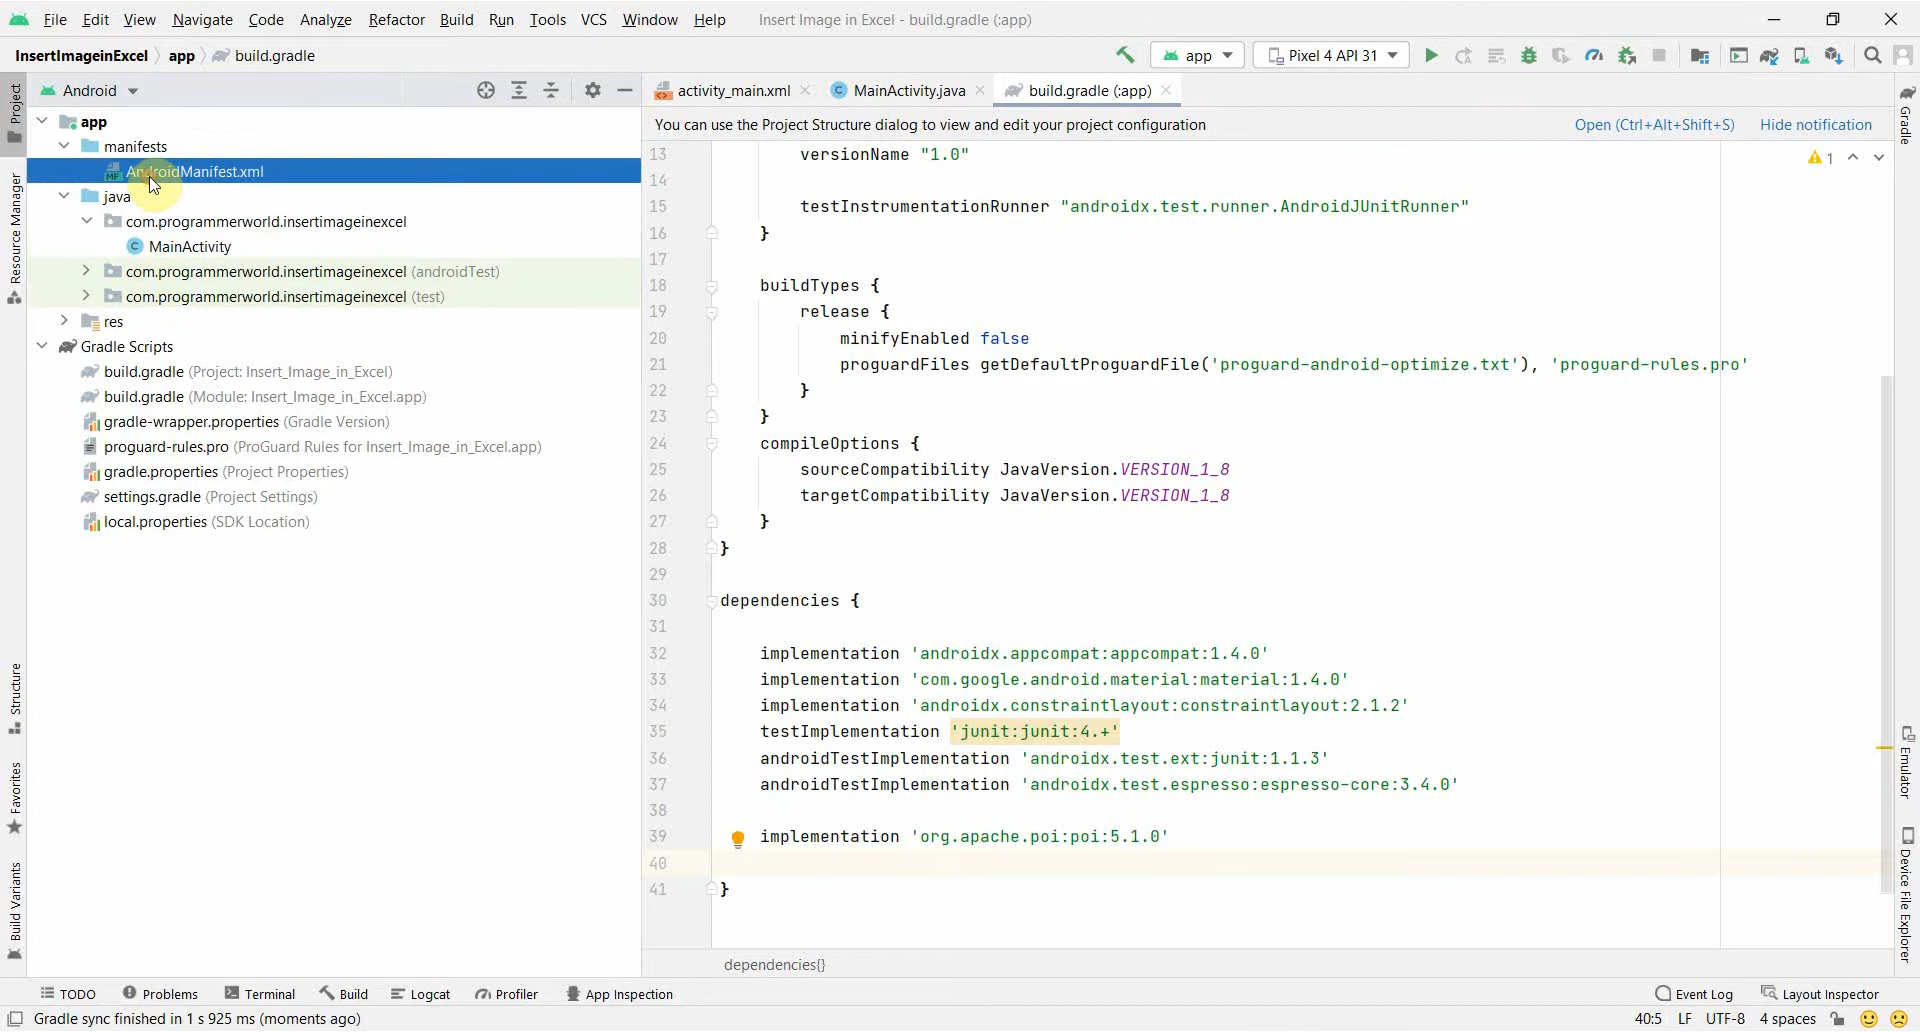 File Edit View Navigate Code Analyze Refactor Build Run Tools VCS Window Help Insert Image in Excel - build.gradle (:app)
InsertImageinExcel app build.gradle
app Pixel 4 API 31
Android
activity_main.xml MainActivity.java build.gradle (:app)
Project
Resource Manager
Structure
Favorites
Build Variants
app
manifests
AndroidManifest.xml
java
com.programmerworld.insertimageinexcel
MainActivity
com.programmerworld.insertimageinexcel (androidTest)
com.programmerworld.insertimageinexcel (test)
res
Gradle Scripts
build.gradle (Project: Insert_Image_in_Excel)
build.gradle (Module: Insert_Image_in_Excel.app)
gradle-wrapper.properties (Gradle Version)
proguard-rules.pro (ProGuard Rules for Insert_Image_in_Excel.app)
gradle.properties (Project Properties)
settings.gradle (Project Settings)
local.properties (SDK Location)
You can use the Project Structure dialog to view and edit your project configuration Open (Ctrl+Alt+Shift+S) Hide notification
1
13 versionName "1.0"
14
15 testInstrumentationRunner "androidx.test.runner.AndroidJUnitRunner"
16 }
17
18 buildTypes {
19 release {
20 minifyEnabled false
21 proguardFiles getDefaultProguardFile('proguard-android-optimize.txt'), 'proguard-rules.pro'
22 }
23 }
24 compileOptions {
25 sourceCompatibility JavaVersion.VERSION_1_8
26 targetCompatibility JavaVersion.VERSION_1_8
27 }
28 }
29
30 dependencies {
31
32 implementation 'androidx.appcompat:appcompat:1.4.0'
33 implementation 'com.google.android.material:material:1.4.0'
34 implementation 'androidx.constraintlayout:constraintlayout:2.1.2'
35 testImplementation 'junit:junit:4.+'
36 androidTestImplementation 'androidx.test.ext:junit:1.1.3'
37 androidTestImplementation 'androidx.test.espresso:espresso-core:3.4.0'
38
39 implementation 'org.apache.poi:poi:5.1.0'
40
41 }
dependencies{}
Gradle
Emulator
Device File Explorer
TODO Problems Terminal Build Logcat Profiler App Inspection Event Log Layout Inspector
Gradle sync finished in 1 s 925 ms (moments ago) 40:5 LF UTF-8 4 spaces